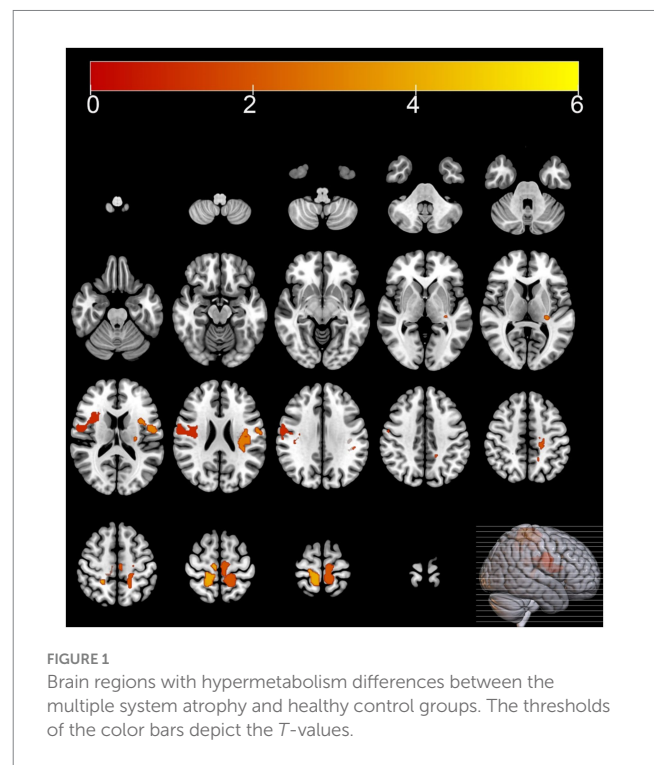 0 2 4 6
FIGURE 1
Brain regions with hypermetabolism differences between the
multiple system atrophy and healthy control groups. The thresholds
of the color bars depict the T-values.